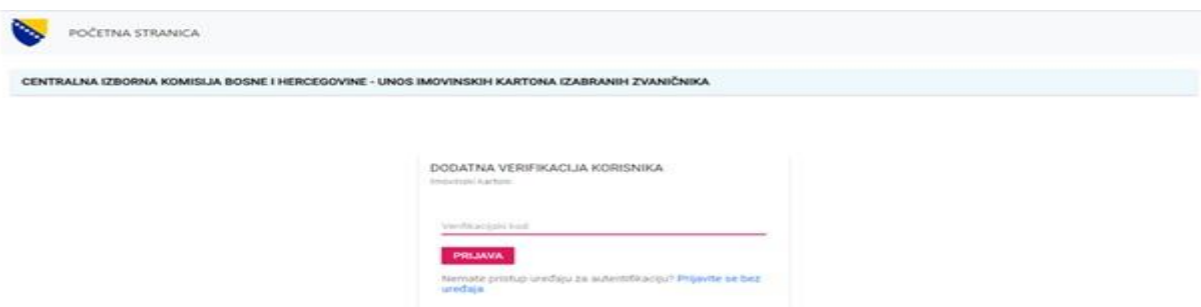 POČETNA STRANICA
CENTRALNA IZBORNA KOMISIJA BOSNE I HERCEGOVINE - UNOS IMOVINSKIH KARTONA IZABRANIH ZVANIČNIKA
DODATNA VERIFIKACIJA KORISNIKA
Imovinski kartoni
Verifikacijski kod
PRIJAVA
Nemate pristup uređaju za autentifikaciju? Prijavite se bez
uređaja